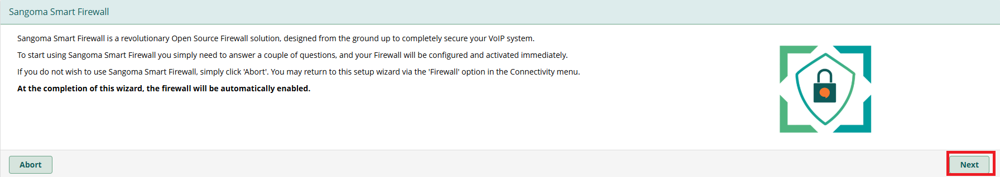 Sangoma Smart Firewall
Sangoma Smart Firewall is a revolutionary Open Source Firewall solution, designed from the ground up to completely secure your VoIP system.
To start using Sangoma Smart Firewall you simply need to answer a couple of questions, and your Firewall will be configured and activated immediately.
If you do not wish to use Sangoma Smart Firewall, simply click 'Abort'. You may return to this setup wizard via the 'Firewall' option in the Connectivity menu.
At the completion of this wizard, the firewall will be automatically enabled.
Abort
Next